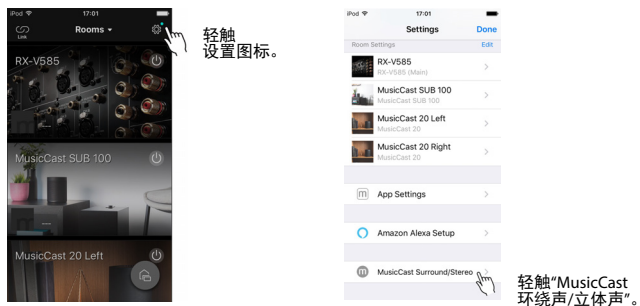 iPod 17:01
Link
Rooms
RX-V585
MusicCast SUB 100
MusicCast 20 Left
轻触
设置图标。
iPod 17:01
Settings Done
Room Settings Edit
RX-V585
RX-V585 (Main)
MusicCast SUB 100
MusicCast SUB 100
MusicCast 20 Left
MusicCast 20
MusicCast 20 Right
MusicCast 20
App Settings
Amazon Alexa Setup
MusicCast Surround/Stereo
轻触“MusicCast
环绕声/立体声”。